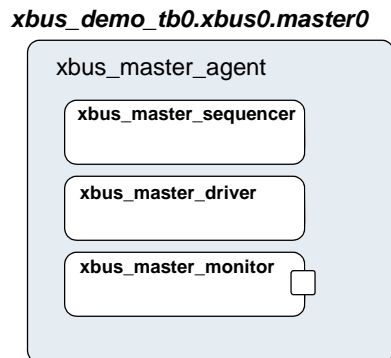 xbus_demo_tb0.xbus0.master0
xbus_master_agent
xbus_master_sequencer
xbus_master_driver
xbus_master_monitor